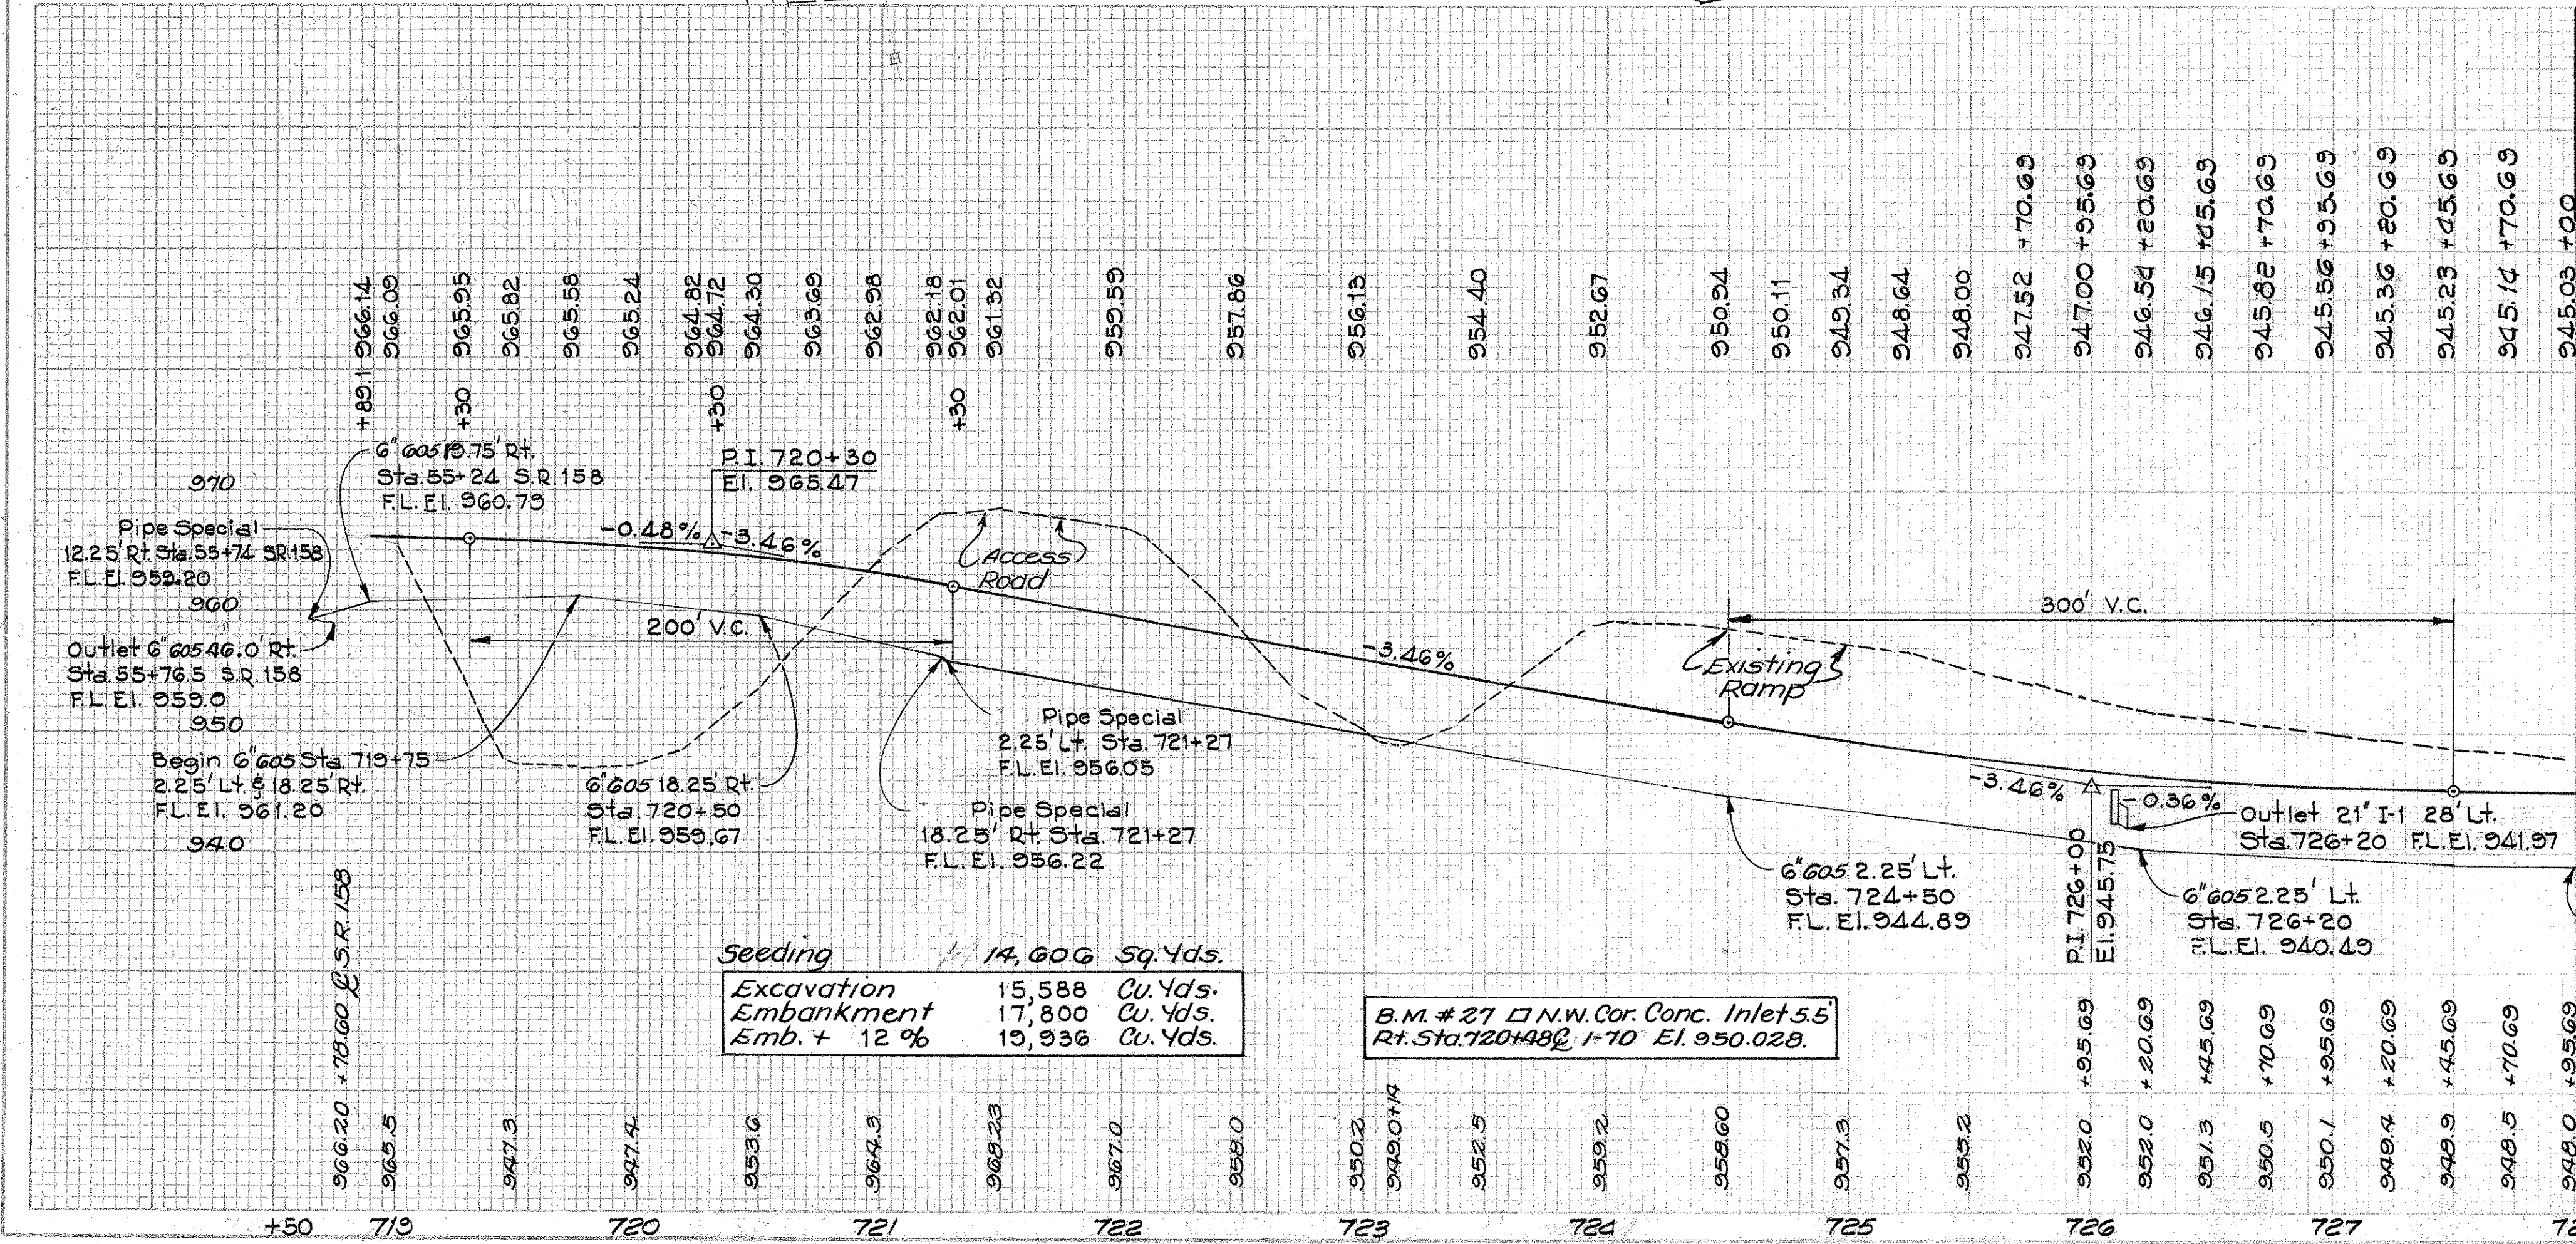 +70.69
+95.69
+20.69
+45.69
+70.69
+95.69
+20.69
+45.69
+70.69
+00
+89.1 966.14
966.09
+30 965.95
965.82
965.58
965.24
964.82
+30 964.72
964.30
963.69
962.98
962.18
+30 962.01
961.32
959.59
957.86
956.13
954.40
952.67
950.94
950.11
949.34
948.64
948.00
947.52
947.00
946.54
946.15
945.82
945.56
945.36
945.23
945.14
945.03
6" 605 19.75' Rt.
Sta. 55+24 S.R. 158
F.L. El. 960.79
970
P.I. 720+30
El. 965.47
Pipe Special
12.25' Rt. Sta. 55+74 S.R. 158
F.L. El. 959.20
-0.48%
-3.46%
Access
Road
960
200' V.C.
300' V.C.
Outlet 6" 605 46.0' Rt.
Sta. 55+76.5 S.R. 158
F.L. El. 959.0
-3.46%
Existing
Ramp
950
Pipe Special
2.25' Lt. Sta. 721+27
F.L. El. 956.05
Begin 6" 605 Sta. 719+75
2.25' Lt. & 18.25' Rt.
F.L. El. 961.20
6" 605 18.25' Rt.
Sta. 720+50
F.L. El. 959.67
Pipe Special
18.25' Rt. Sta. 721+27
F.L. El. 956.22
-3.46%
-0.36%
Outlet 21" I-1 28' Lt.
Sta. 726+20 F.L. El. 941.97
940
P.I. 726+00
El. 945.75
6" 605 2.25' Lt.
Sta. 724+50
F.L. El. 944.89
6" 605 2.25' Lt.
Sta. 726+20
F.L. El. 940.49
Seeding 14,606 Sq. Yds.
Excavation 15,588 Cu. Yds.
Embankment 17,800 Cu. Yds.
Emb. + 12 % 19,936 Cu. Yds.
B.M. #27 □ N.W. Cor. Conc. Inlet 5.5'
Rt. Sta. 720+48 ℄ I-70 El. 950.028.
966.20 +78.60 ℄ S.R. 158
965.5
947.3
947.4
953.6
964.3
968.23
967.0
958.0
950.2
949.0 +14
952.5
959.2
958.60
957.3
955.2
952.0 +95.69
952.0 +20.69
951.3 +45.69
950.5 +70.69
950.1 +95.69
949.4 +20.69
948.9 +45.69
948.5 +70.69
948.0 +95.69
+50 719 720 721 722 723 724 725 726 727